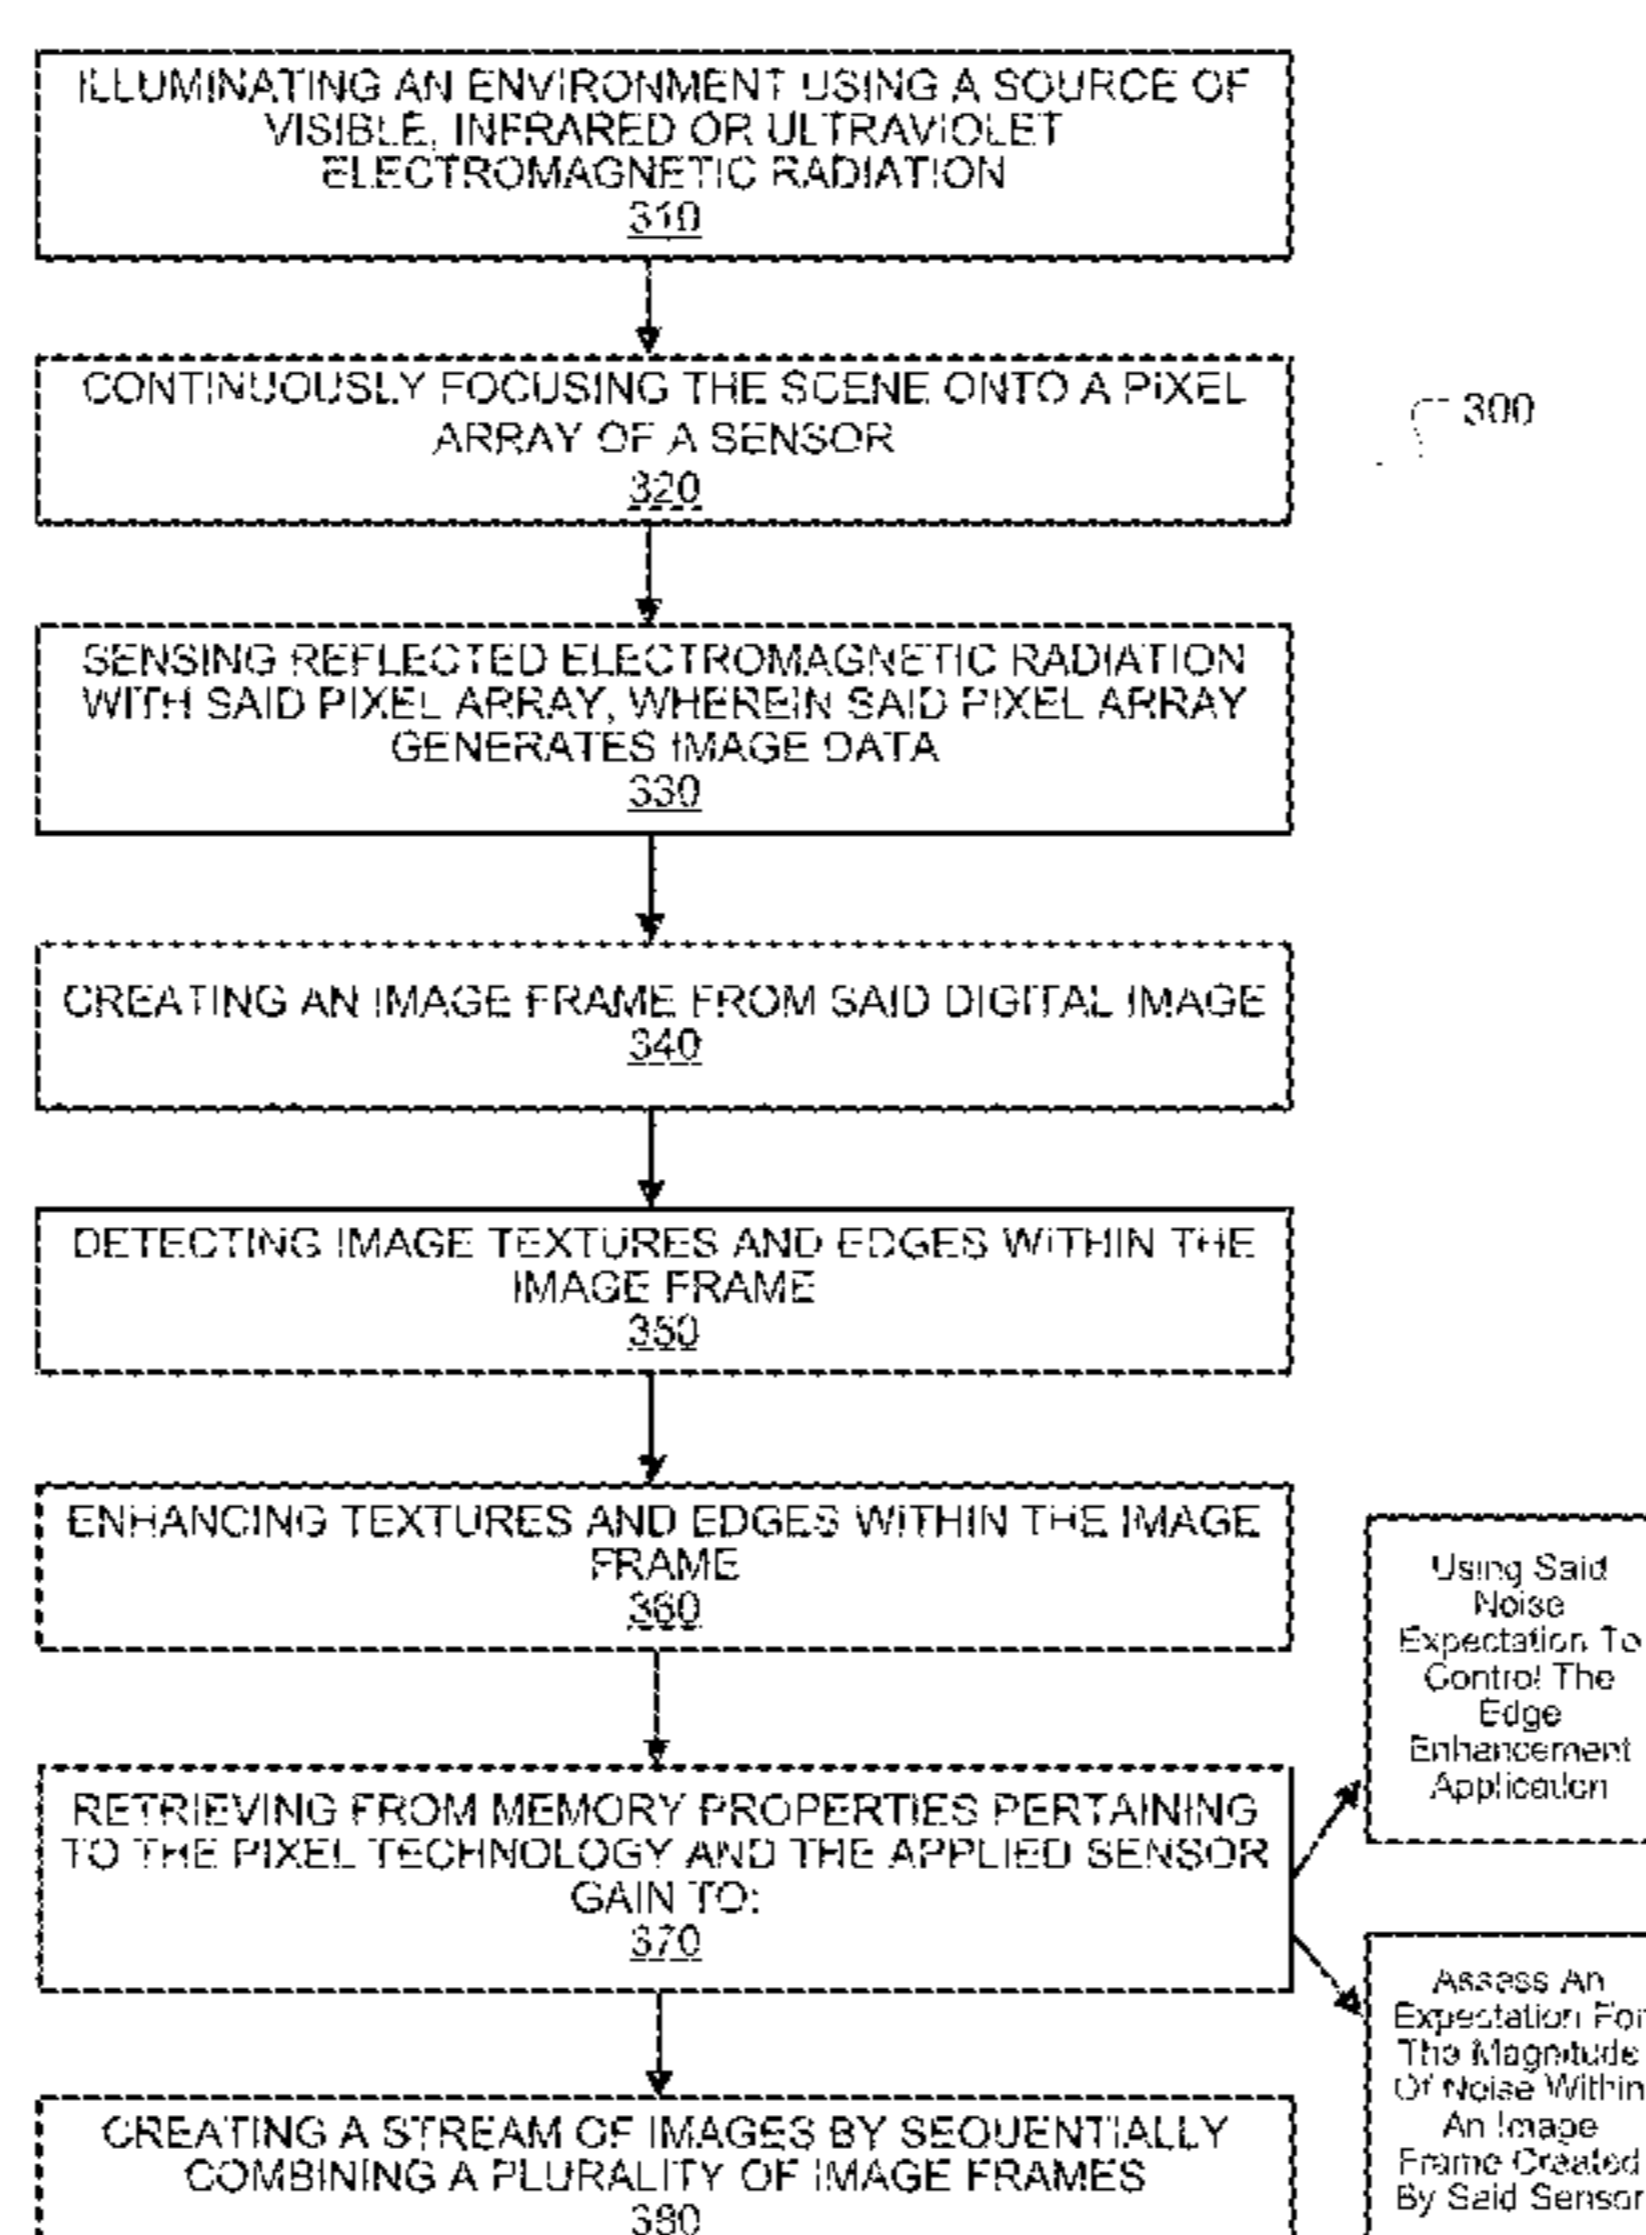 ILLUMINATING AN ENVIRONMENT USING A SOURCE OF
VISIBLE, INFRARED OR ULTRAVIOLET
ELECTROMAGNETIC RADIATION
310
CONTINUOUSLY FOCUSING THE SCENE ONTO A PIXEL
ARRAY OF A SENSOR
320
300
SENSING REFLECTED ELECTROMAGNETIC RADIATION
WITH SAID PIXEL ARRAY, WHEREIN SAID PIXEL ARRAY
GENERATES IMAGE DATA
330
CREATING AN IMAGE FRAME FROM SAID DIGITAL IMAGE
340
DETECTING IMAGE TEXTURES AND EDGES WITHIN THE
IMAGE FRAME
350
ENHANCING TEXTURES AND EDGES WITHIN THE IMAGE
FRAME
360
Using Said
Noise
Expectation To
Control The
Edge
Enhancement
Application
RETRIEVING FROM MEMORY PROPERTIES PERTAINING
TO THE PIXEL TECHNOLOGY AND THE APPLIED SENSOR
GAIN TO:
370
Assess An
Expectation For
The Magnitude
Of Noise Within
An Image
Frame Created
By Said Sensor
CREATING A STREAM OF IMAGES BY SEQUENTIALLY
COMBINING A PLURALITY OF IMAGE FRAMES
380